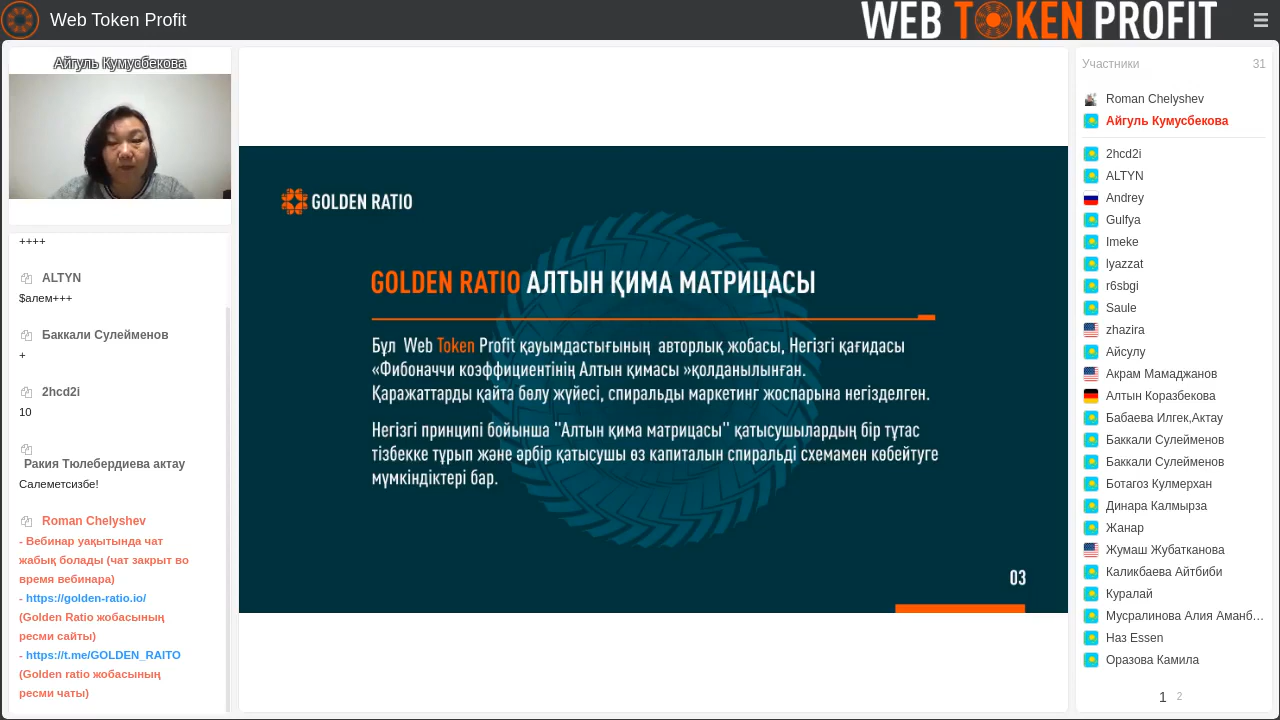 Web Token Profit
WEB TOKEN PROFIT
Айгуль Кумусбекова
++++
ALTYN
$алем+++
Баккали Сулейменов
+
2hcd2i
10
Ракия Тюлебердиева актау
Салеметсизбе!
Roman Chelyshev
- Вебинар уақытында чат
жабық болады (чат закрыт во
время вебинара)
- https://golden-ratio.io/
(Golden Ratio жобасының
ресми сайты)
- https://t.me/GOLDEN_RAITO
(Golden ratio жобасының
ресми чаты)
GOLDEN RATIO
GOLDEN RATIO АЛТЫН ҚИМА МАТРИЦАСЫ
Бұл Web Token Profit қауымдастығының авторлық жобасы, Негізгі қағидасы
«Фибоначчи коэффициентінің Алтын қимасы »қолданылынған.
Қаражаттарды қайта бөлу жүйесі, спиральды маркетинг жоспарына негізделген.
Негізгі принципі бойынша "Алтын қима матрицасы" қатысушылардың бір тұтас
тізбекке тұрып және әрбір қатысушы өз капиталын спиральді схемамен көбейтуге
мүмкіндіктері бар.
03
Участники 31
Roman Chelyshev
Айгуль Кумусбекова
2hcd2i
ALTYN
Andrey
Gulfya
Imeke
lyazzat
r6sbgi
Saule
zhazira
Айсулу
Акрам Мамаджанов
Алтын Коразбекова
Бабаева Илгек,Актау
Баккали Сулейменов
Баккали Сулейменов
Ботагоз Кулмерхан
Динара Калмырза
Жанар
Жумаш Жубатканова
Каликбаева Айтбиби
Куралай
Мусралинова Алия Аманб…
Наз Essen
Оразова Камила
1 2